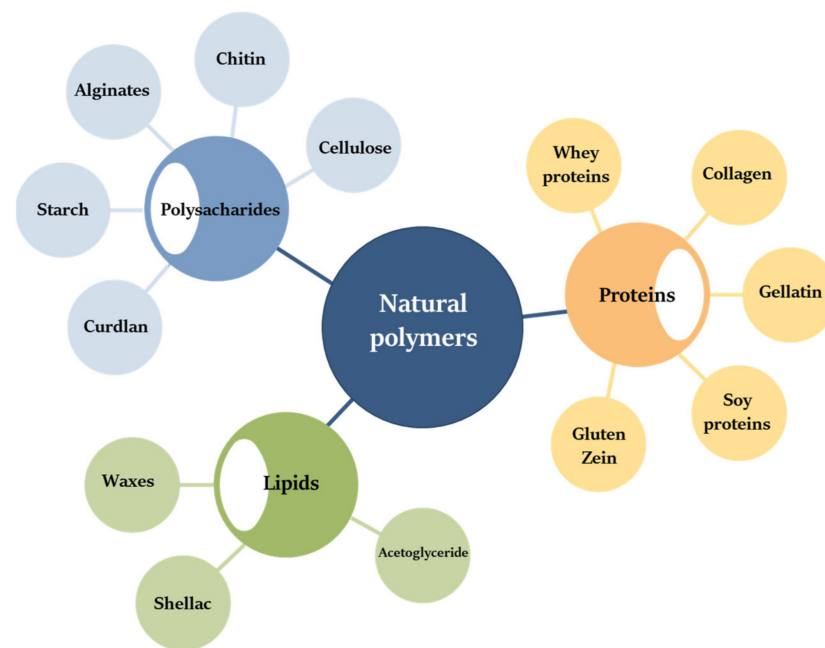 Chitin
Alginates
Cellulose
Starch
Polysacharides
Curdlan
Natural
polymers
Whey
proteins
Collagen
Proteins
Gellatin
Soy
proteins
Gluten
Zein
Lipids
Waxes
Shellac
Acetoglyceride